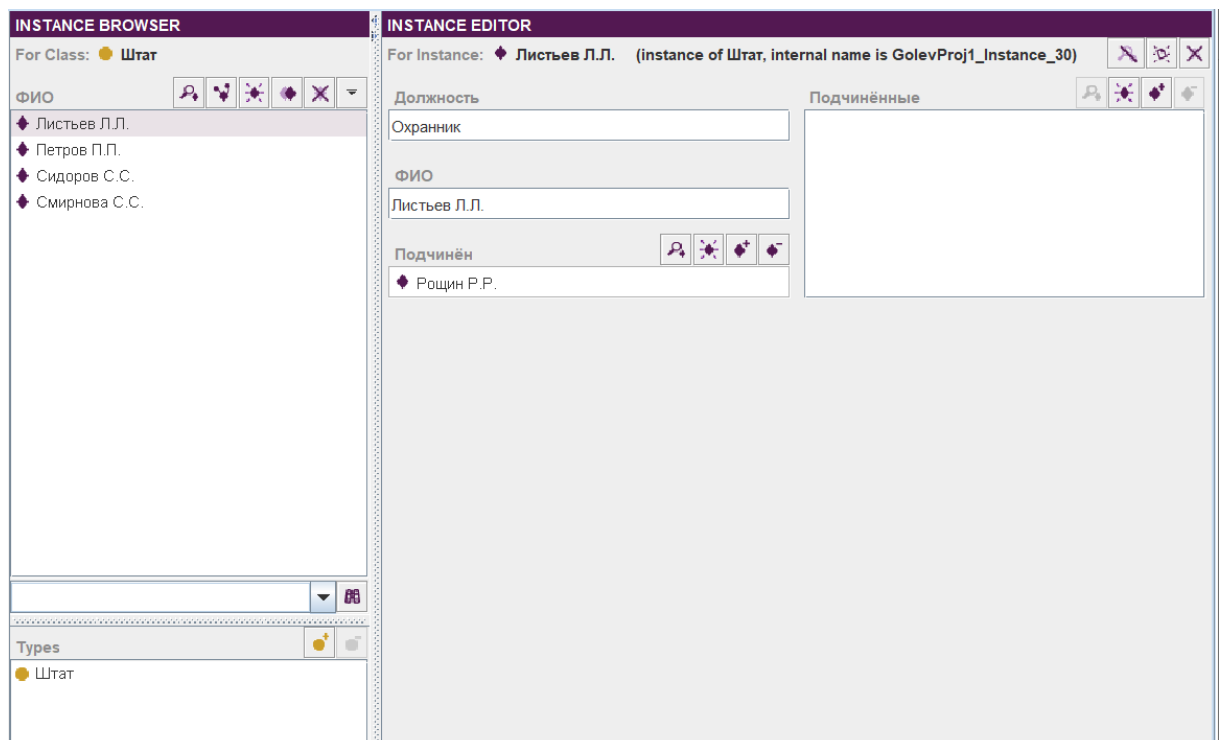 INSTANCE BROWSER
For Class: Штат
ФИО
Листьев Л.Л.
Петров П.П.
Сидоров С.С.
Смирнова С.С.
Types
Штат
INSTANCE EDITOR
For Instance: Листьев Л.Л. (instance of Штат, internal name is GolevProj1_Instance_30)
Должность
Охранник
ФИО
Листьев Л.Л.
Подчинён
Рощин Р.Р.
Подчинённые